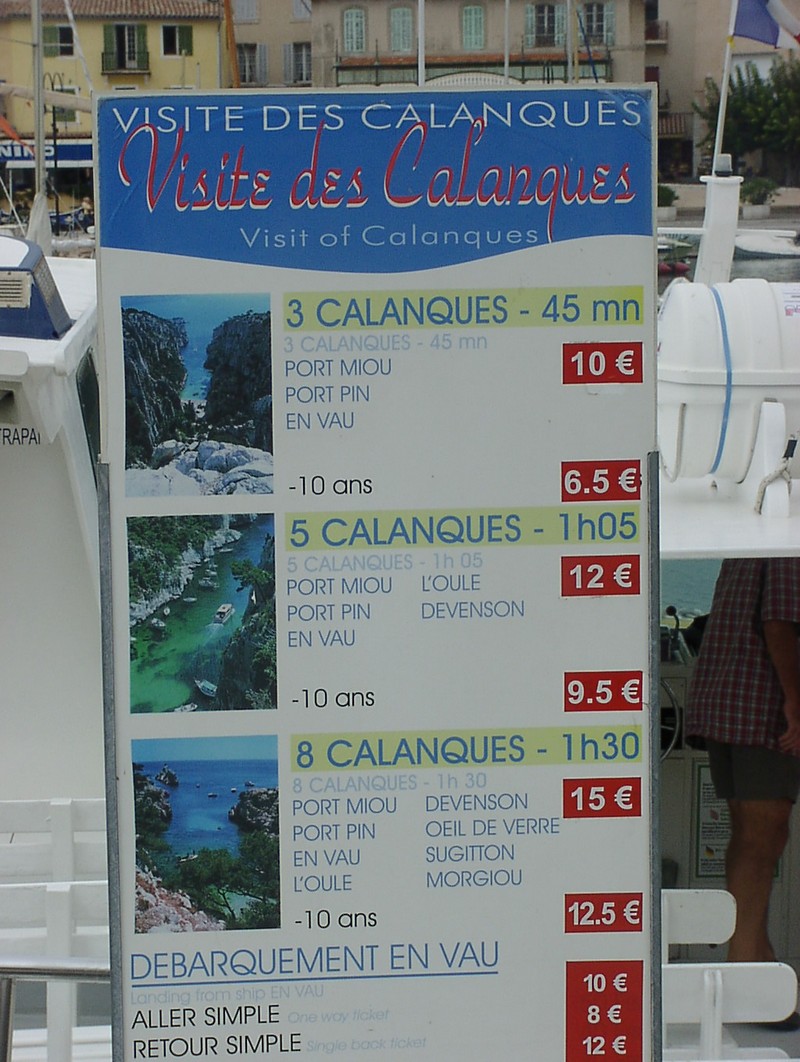 VISITE DES CALANQUES
Visite des Calanques
Visit of Calanques
3 CALANQUES - 45 mn
3 CALANQUES - 45 mn
PORT MIOU 10 €
PORT PIN
EN VAU
-10 ans 6.5 €
5 CALANQUES - 1h05
5 CALANQUES - 1h 05
PORT MIOU L'OULE 12 €
PORT PIN DEVENSON
EN VAU
-10 ans 9.5 €
8 CALANQUES - 1h30
8 CALANQUES - 1h 30
PORT MIOU DEVENSON 15 €
PORT PIN OEIL DE VERRE
EN VAU SUGITTON
L'OULE MORGIOU
-10 ans 12.5 €
DEBARQUEMENT EN VAU
Landing from ship EN VAU 10 €
ALLER SIMPLE One way ticket 8 €
RETOUR SIMPLE Single back ticket 12 €